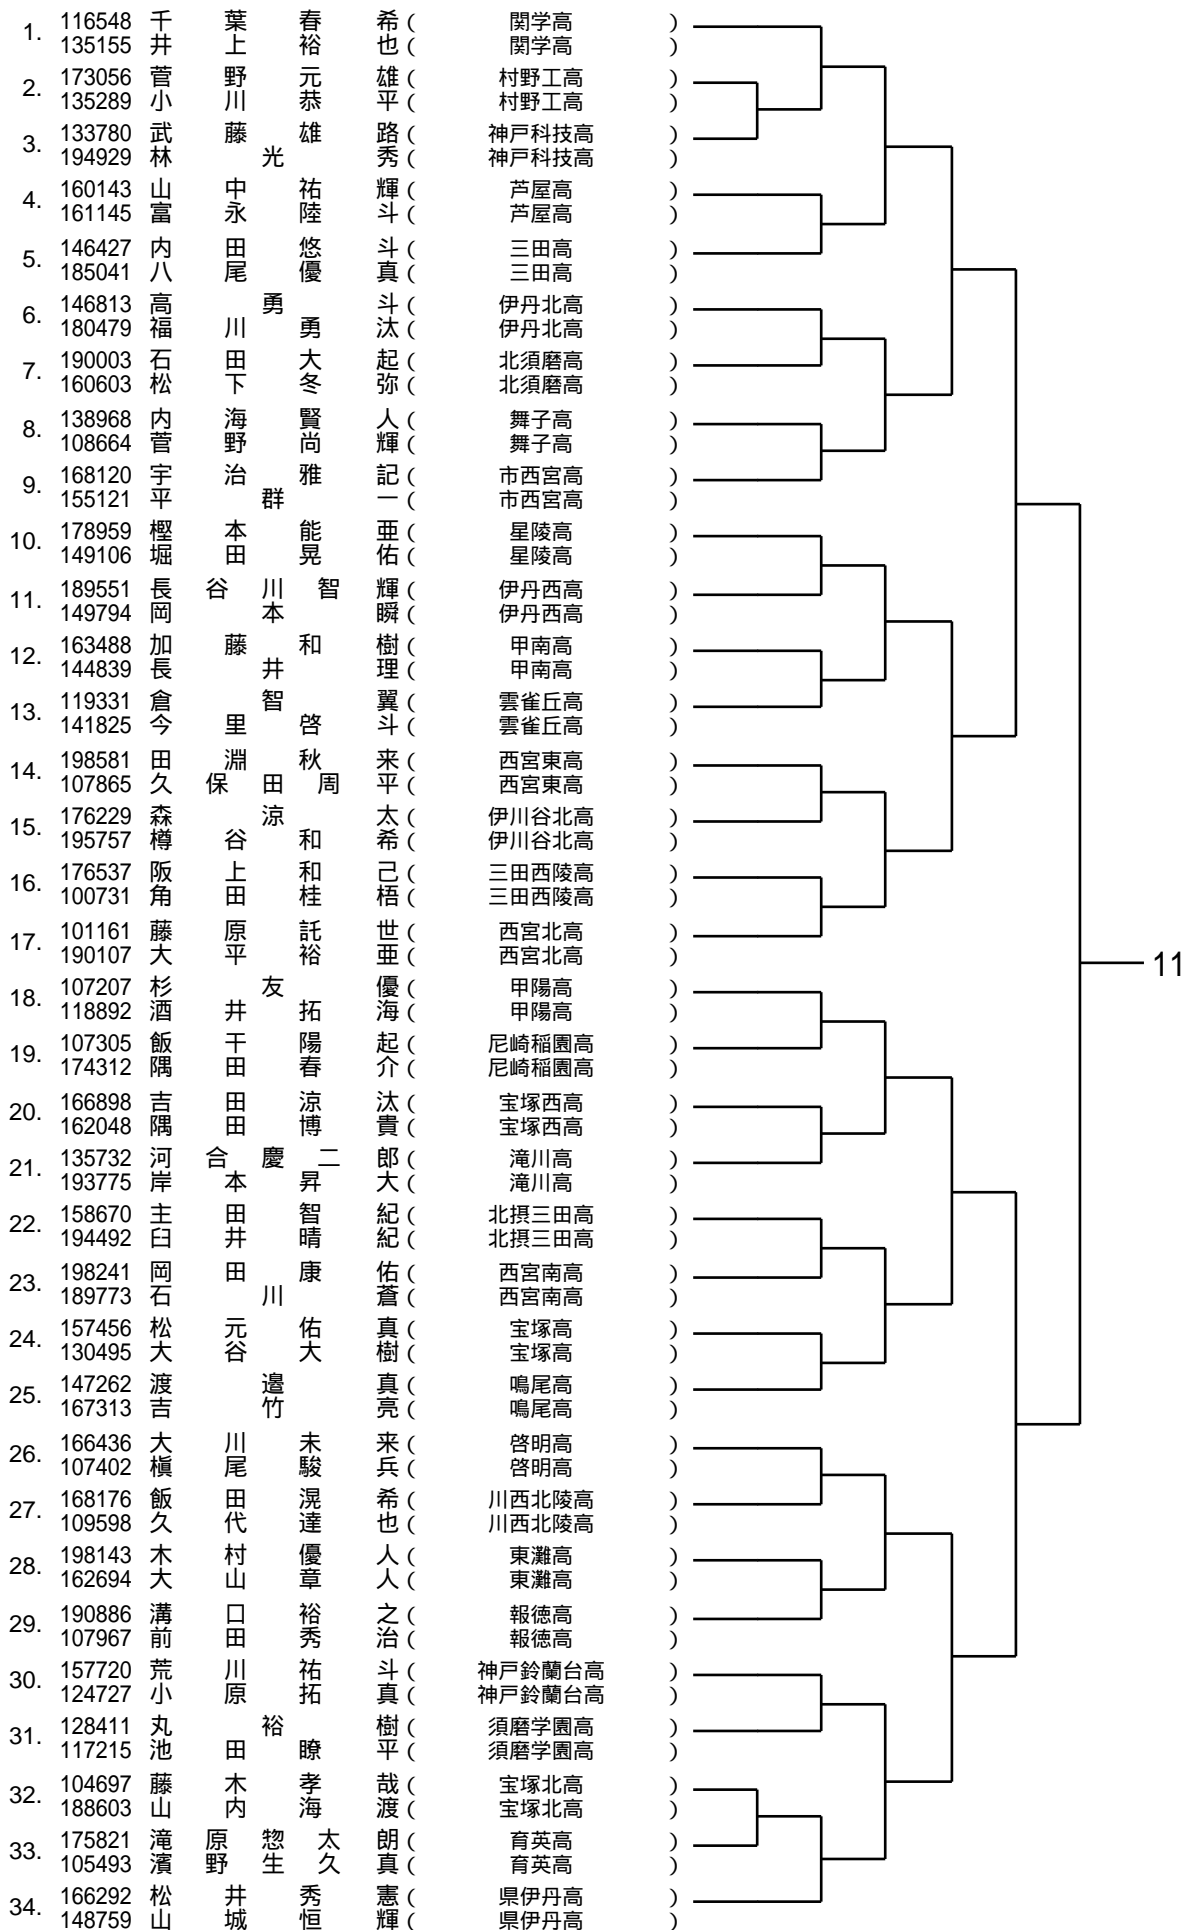 1. 116548 千葉春希 ( 関学高 )
135155 井上裕也 ( 関学高 )
2. 173056 菅野元雄 ( 村野工高 )
135289 小川恭平 ( 村野工高 )
3. 133780 武藤雄路 ( 神戸科技高 )
194929 林光秀 ( 神戸科技高 )
4. 160143 山中祐輝 ( 芦屋高 )
161145 富永陸斗 ( 芦屋高 )
5. 146427 内田悠斗 ( 三田高 )
185041 八尾優真 ( 三田高 )
6. 146813 高勇斗 ( 伊丹北高 )
180479 福川勇汰 ( 伊丹北高 )
7. 190003 石田大起 ( 北須磨高 )
160603 松下冬弥 ( 北須磨高 )
8. 138968 内海賢人 ( 舞子高 )
108664 菅野尚輝 ( 舞子高 )
9. 168120 宇治雅記 ( 市西宮高 )
155121 平群一 ( 市西宮高 )
10. 178959 樫本能亜 ( 星陵高 )
149106 堀田晃佑 ( 星陵高 )
11. 189551 長谷川智輝 ( 伊丹西高 )
149794 岡本瞬 ( 伊丹西高 )
12. 163488 加藤和樹 ( 甲南高 )
144839 長井理 ( 甲南高 )
13. 119331 倉智翼 ( 雲雀丘高 )
141825 今里啓斗 ( 雲雀丘高 )
14. 198581 田淵秋来 ( 西宮東高 )
107865 久保田周平 ( 西宮東高 )
15. 176229 森涼太 ( 伊川谷北高 )
195757 樽谷和希 ( 伊川谷北高 )
16. 176537 阪上和己 ( 三田西陵高 )
100731 角田桂梧 ( 三田西陵高 )
17. 101161 藤原託世 ( 西宮北高 )
190107 大平裕亜 ( 西宮北高 )
11
18. 107207 杉友優 ( 甲陽高 )
118892 酒井拓海 ( 甲陽高 )
19. 107305 飯干陽起 ( 尼崎稲園高 )
174312 隅田春介 ( 尼崎稲園高 )
20. 166898 吉田涼汰 ( 宝塚西高 )
162048 隅田博貴 ( 宝塚西高 )
21. 135732 河合慶二郎 ( 滝川高 )
193775 岸本昇大 ( 滝川高 )
22. 158670 主田智紀 ( 北摂三田高 )
194492 臼井晴紀 ( 北摂三田高 )
23. 198241 岡田康佑 ( 西宮南高 )
189773 石川蒼 ( 西宮南高 )
24. 157456 松元佑真 ( 宝塚高 )
130495 大谷大樹 ( 宝塚高 )
25. 147262 渡邉真 ( 鳴尾高 )
167313 吉竹亮 ( 鳴尾高 )
26. 166436 大川未来 ( 啓明高 )
107402 槇尾駿兵 ( 啓明高 )
27. 168176 飯田滉希 ( 川西北陵高 )
109598 久代達也 ( 川西北陵高 )
28. 198143 木村優人 ( 東灘高 )
162694 大山章人 ( 東灘高 )
29. 190886 溝口裕之 ( 報徳高 )
107967 前田秀治 ( 報徳高 )
30. 157720 荒川祐斗 ( 神戸鈴蘭台高 )
124727 小原拓真 ( 神戸鈴蘭台高 )
31. 128411 丸裕樹 ( 須磨学園高 )
117215 池田瞭平 ( 須磨学園高 )
32. 104697 藤木孝哉 ( 宝塚北高 )
188603 山内海渡 ( 宝塚北高 )
33. 175821 滝原惣太朗 ( 育英高 )
105493 濱野生久真 ( 育英高 )
34. 166292 松井秀憲 ( 県伊丹高 )
148759 山城恒輝 ( 県伊丹高 )